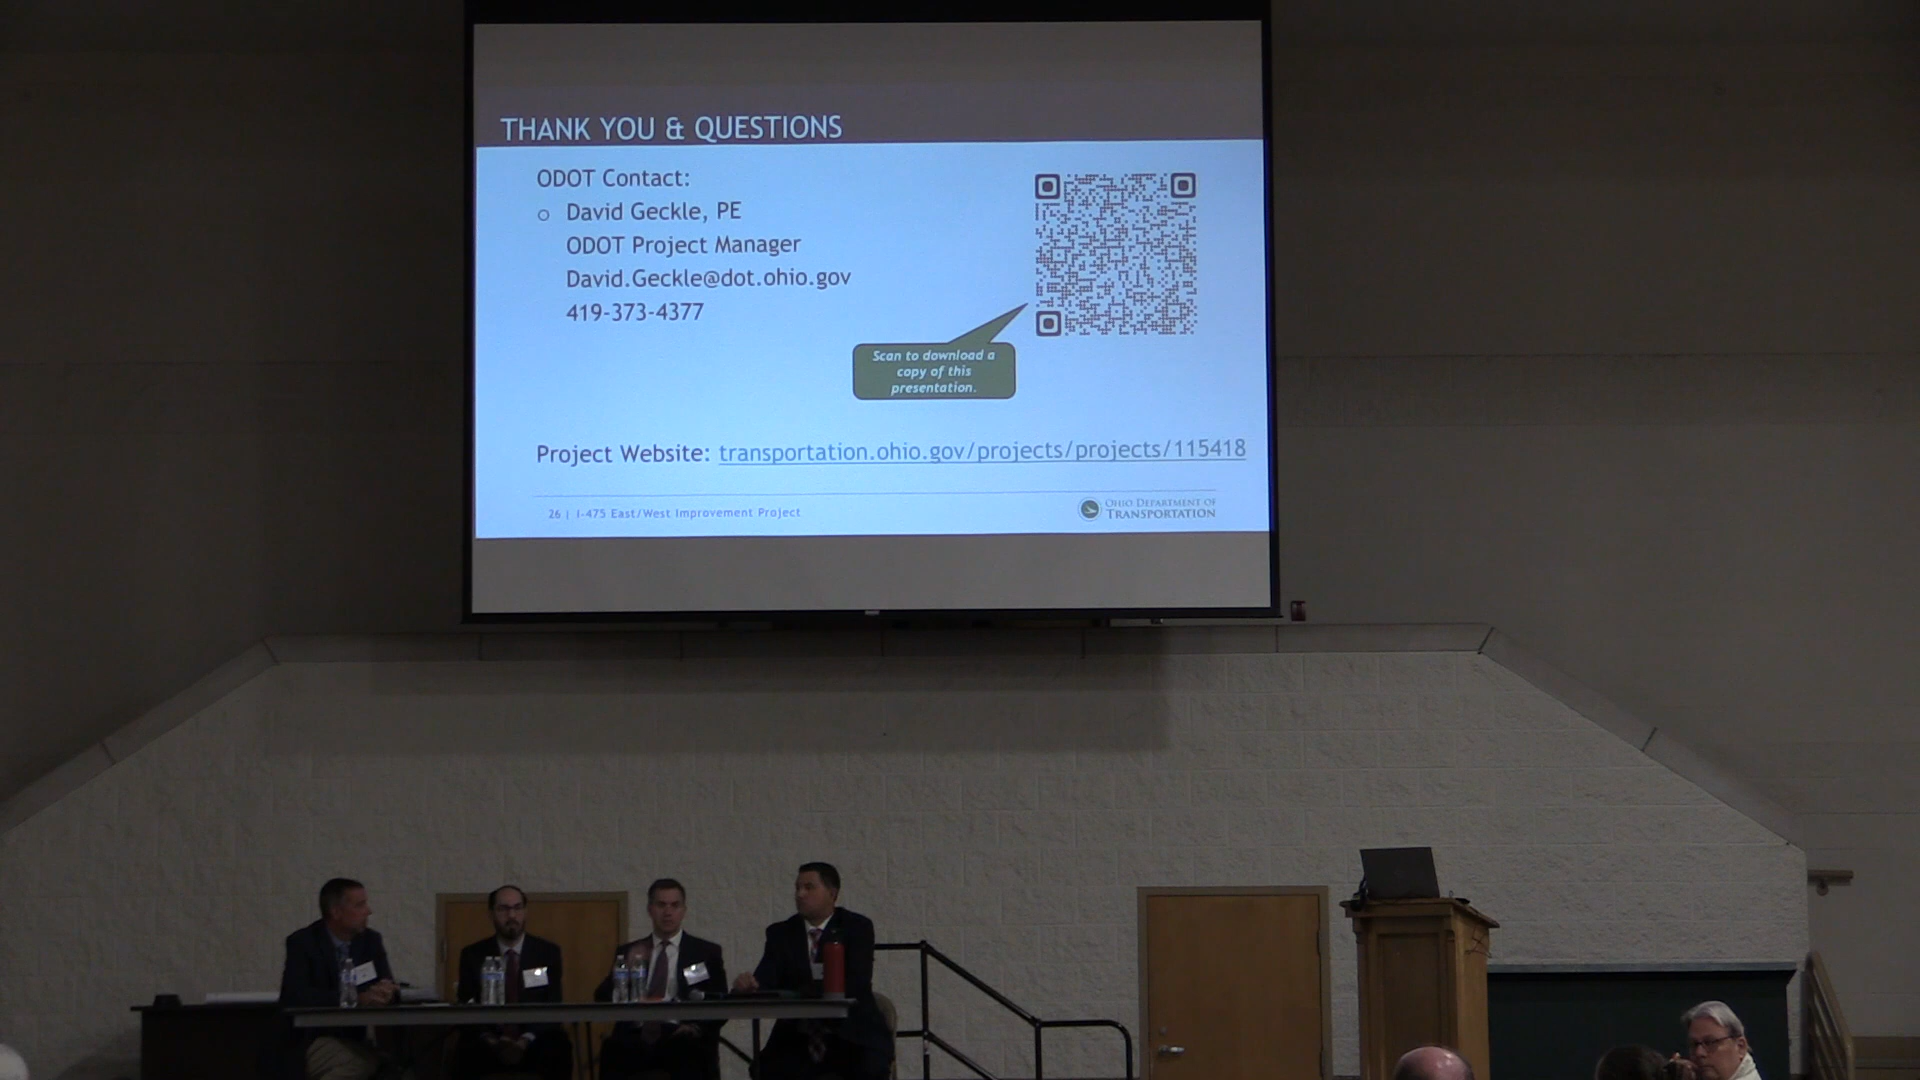 THANK YOU & QUESTIONS
ODOT Contact:
David Geckle, PE
ODOT Project Manager
David.Geckle@dot.ohio.gov
419-373-4377
Scan to download a
copy of this
presentation.
Project Website: transportation.ohio.gov/projects/projects/115418
26 | I-475 East/West Improvement Project
OHIO DEPARTMENT OF
TRANSPORTATION